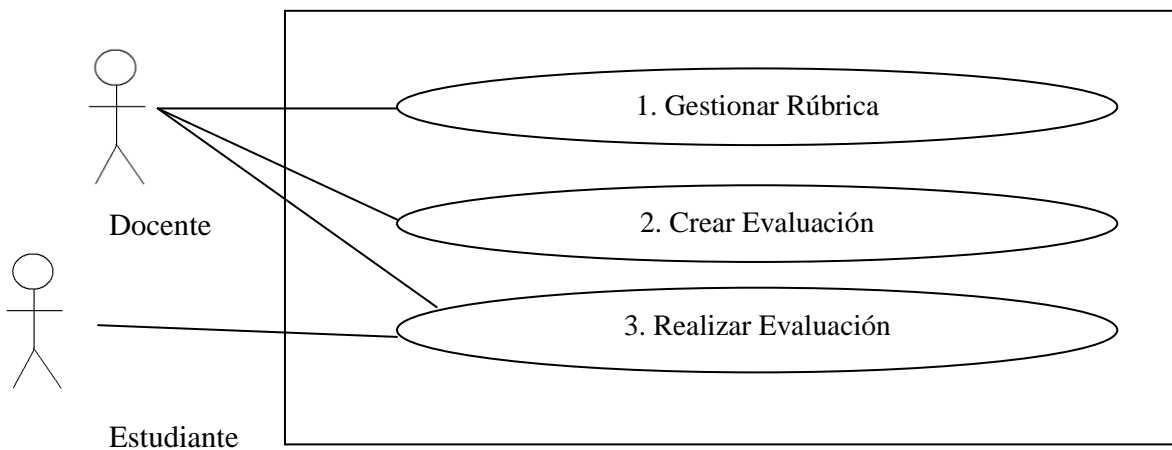 1. Gestionar Rúbrica
Docente
2. Crear Evaluación
3. Realizar Evaluación
Estudiante